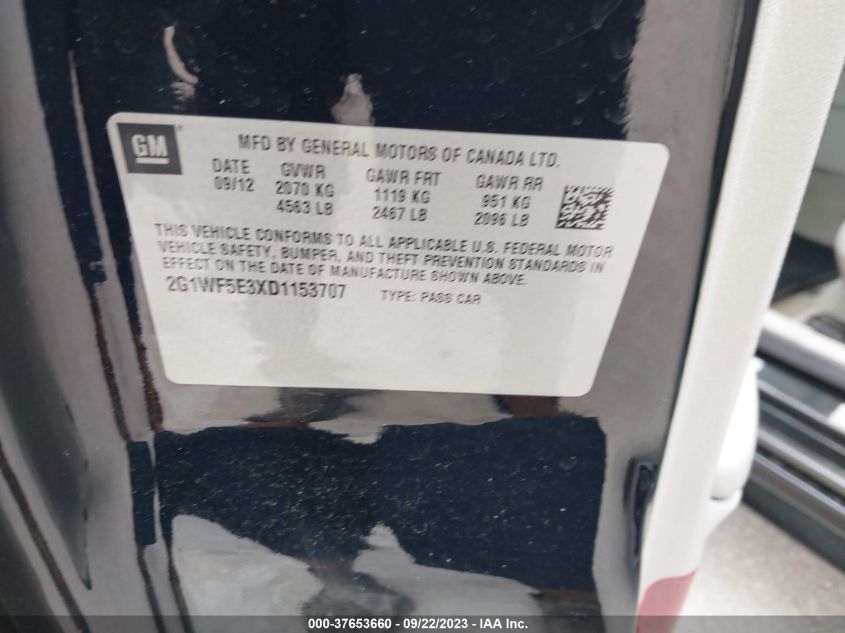 GM
MFD BY GENERAL MOTORS OF CANADA LTD.
DATE GVWR GAWR FRT GAWR RR
09/12 2070 KG 1119 KG 951 KG
4563 LB 2467 LB 2096 LB
THIS VEHICLE CONFORMS TO ALL APPLICABLE U.S. FEDERAL MOTOR
VEHICLE SAFETY, BUMPER, AND THEFT PREVENTION STANDARDS IN
EFFECT ON THE DATE OF MANUFACTURE SHOWN ABOVE.
2G1WF5E3XD1153707 TYPE: PASS CAR
000-37653660 - 09/22/2023 - IAA Inc.